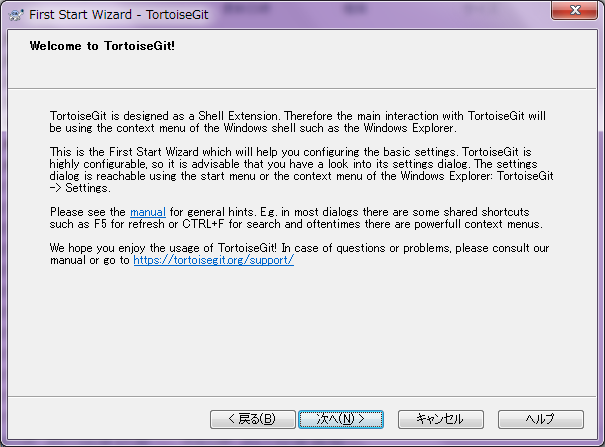 First Start Wizard - TortoiseGit
Welcome to TortoiseGit!
TortoiseGit is designed as a Shell Extension. Therefore the main interaction with TortoiseGit will
be using the context menu of the Windows shell such as the Windows Explorer.
This is the First Start Wizard which will help you configuring the basic settings. TortoiseGit is
highly configurable, so it is advisable that you have a look into its settings dialog. The settings
dialog is reachable using the start menu or the context menu of the Windows Explorer: TortoiseGit
-> Settings.
Please see the manual for general hints. E.g. in most dialogs there are some shared shortcuts
such as F5 for refresh or CTRL+F for search and oftentimes there are powerfull context menus.
We hope you enjoy the usage of TortoiseGit! In case of questions or problems, please consult our
manual or go to https://tortoisegit.org/support/
< 戻る(B)
次へ(N) >
キャンセル
ヘルプ